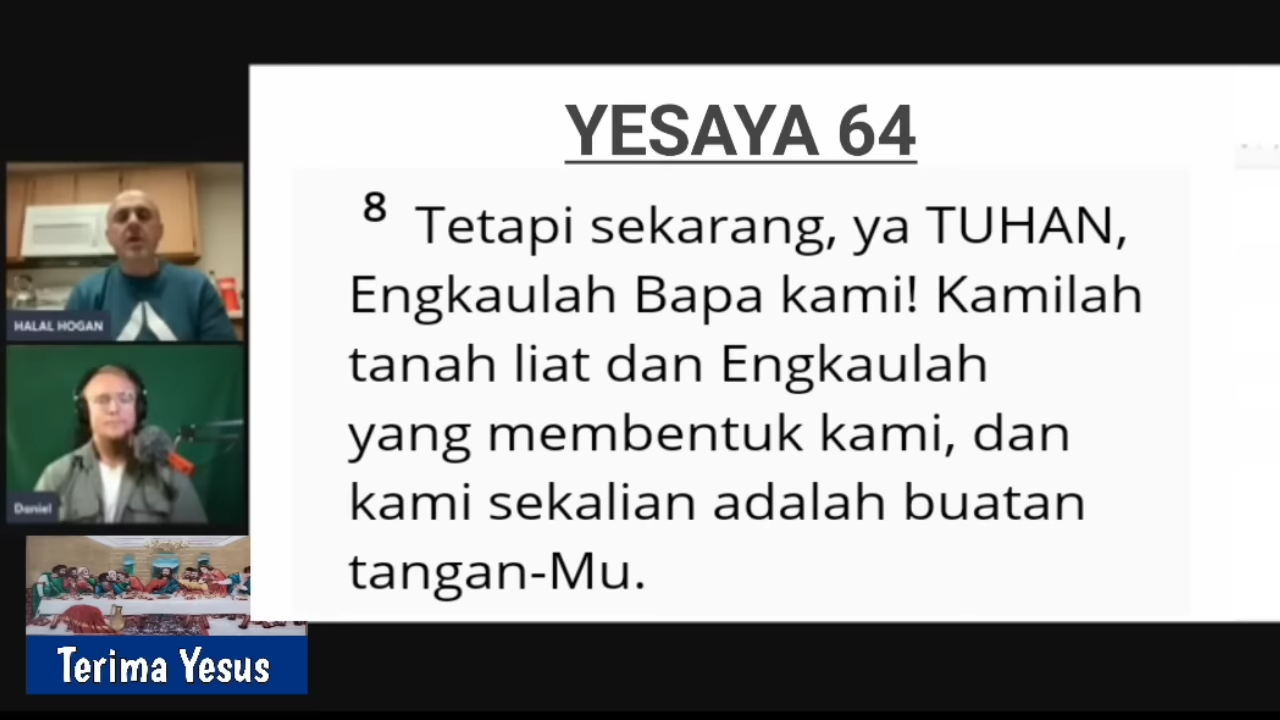 YESAYA 64
8 Tetapi sekarang, ya TUHAN,
Engkaulah Bapa kami! Kamilah
tanah liat dan Engkaulah
yang membentuk kami, dan
kami sekalian adalah buatan
tangan-Mu.
HALAL HOGAN
Daniel
Terima Yesus